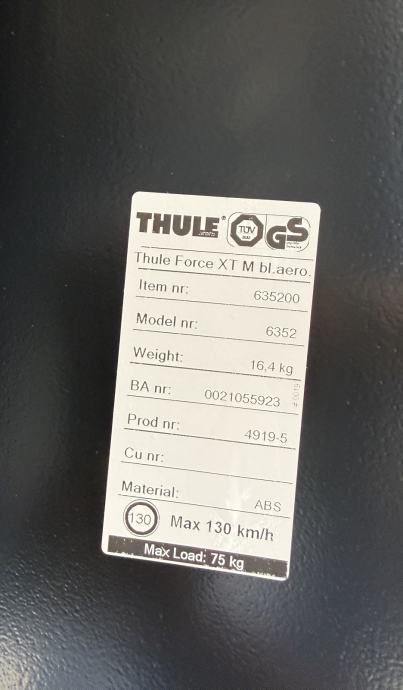 THULE
TÜV
GS
Thule Force XT M bl.aero.
Item nr: 635200
Model nr: 6352
Weight: 16,4 kg
BA nr: 0021055923
Prod nr: 4919-5
Cu nr:
Material: ABS
130 Max 130 km/h
Max Load: 75 kg